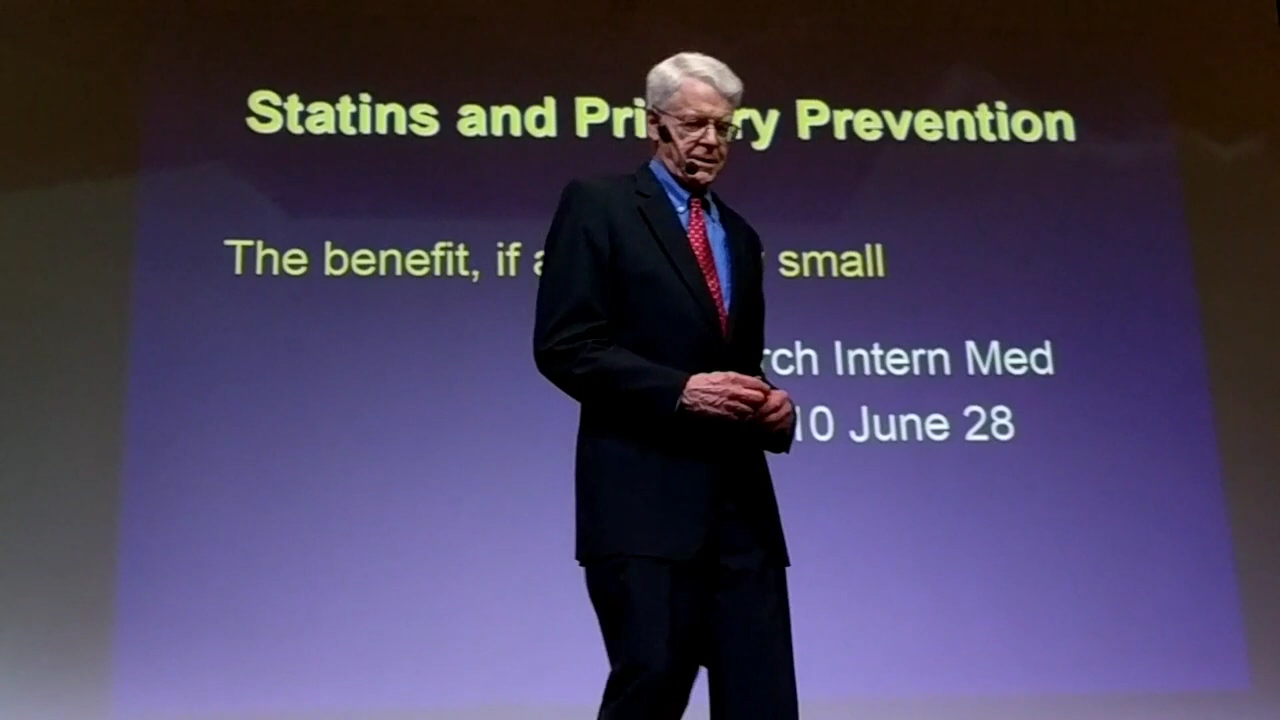 Statins and Pri ry Prevention
The benefit, if small
rch Intern Med
10 June 28